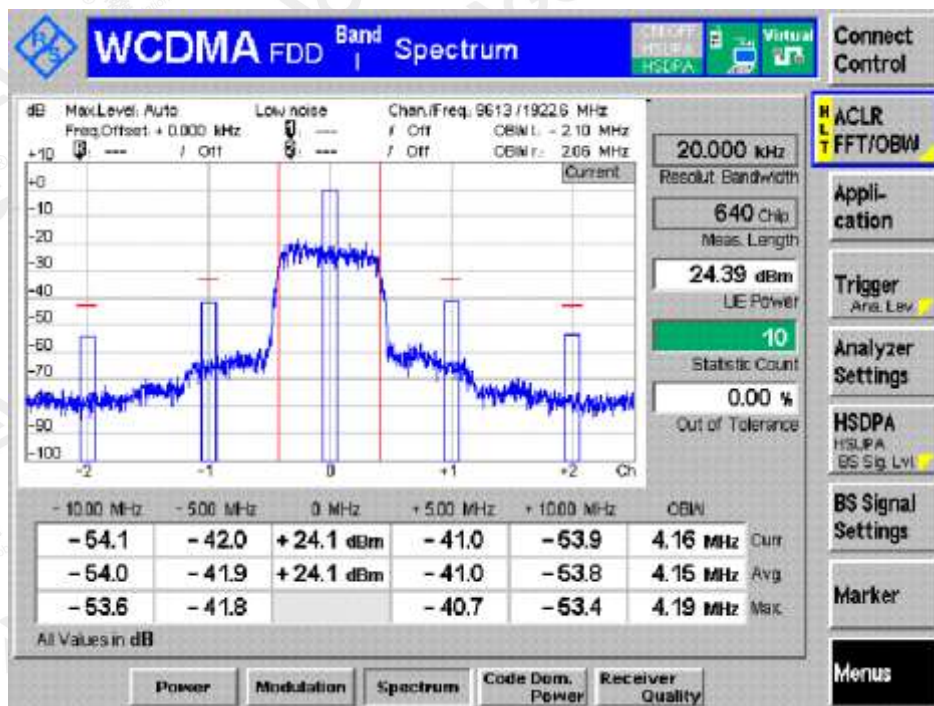 WCDMA FDD Band I Spectrum
HSDPA
Virtual
Connect Control
dB Max.Level: Auto Low noise Chan./Freq.: 9613 / 1922.6 MHz
Freq.Offset: + 0.000 kHz --- / Off OBW l.: - 2.10 MHz
--- / Off --- / Off OBW r.: 2.06 MHz
Current
+10
+0
-10
-20
-30
-40
-50
-60
-70
-90
-100
-2 -1 0 +1 +2 Ch
20.000 kHz
Resolut. Bandwidth
640 Chip
Meas. Length
24.39 dBm
UE Power
10
Statistic Count
0.00 %
Out of Tolerance
- 10.00 MHz - 5.00 MHz 0 MHz + 5.00 MHz + 10.00 MHz OBW
- 54.1 - 42.0 + 24.1 dBm - 41.0 - 53.9 4.16 MHz Curr
- 54.0 - 41.9 + 24.1 dBm - 41.0 - 53.8 4.15 MHz Avg
- 53.6 - 41.8 - 40.7 - 53.4 4.19 MHz Max
All Values in dB
HLT
ACLR
FFT/OBW
Appli-
cation
Trigger
Ana. Lev.
Analyzer
Settings
HSDPA
HSUPA
BS Sig. Lvl.
BS Signal
Settings
Marker
Menus
Power
Modulation
Spectrum
Code Dom.
Power
Receiver
Quality